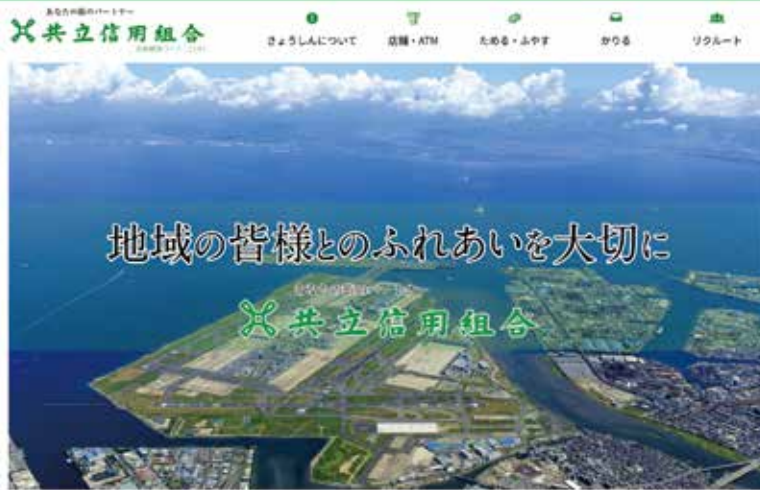 あなたの街のパートナー
共立信用組合
きょうしんについて
店舗・ATM
ためる・ふやす
かりる
リクルート
地域の皆様とのふれあいを大切に
共立信用組合